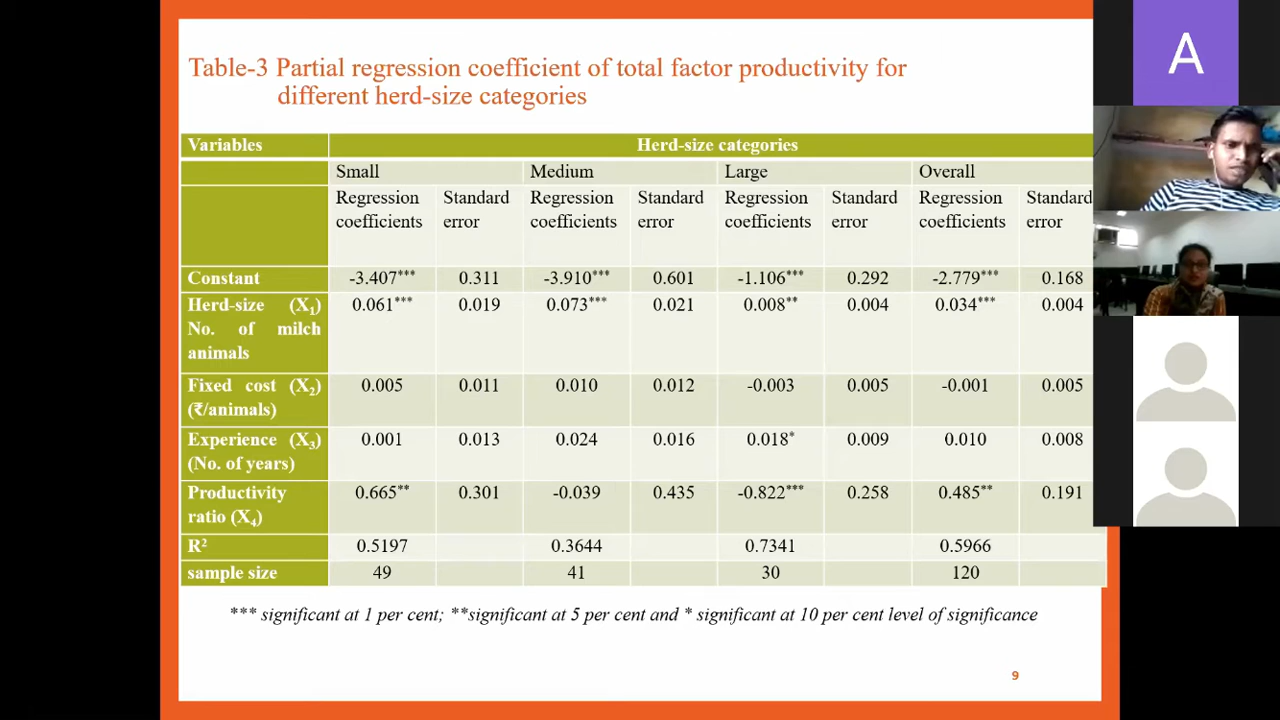 Table-3 Partial regression coefficient of total factor productivity for
different herd-size categories
Variables Herd-size categories
Small Medium Large Overall
Regression coefficients Standard error Regression coefficients Standard error Regression coefficients Standard error Regression coefficients Standard error
Constant -3.407*** 0.311 -3.910*** 0.601 -1.106*** 0.292 -2.779*** 0.168
Herd-size (X1) 0.061*** 0.019 0.073*** 0.021 0.008** 0.004 0.034*** 0.004
No. of milch
animals
Fixed cost (X2) 0.005 0.011 0.010 0.012 -0.003 0.005 -0.001 0.005
(₹/animals)
Experience (X3) 0.001 0.013 0.024 0.016 0.018* 0.009 0.010 0.008
(No. of years)
Productivity 0.665** 0.301 -0.039 0.435 -0.822*** 0.258 0.485** 0.191
ratio (X4)
R2 0.5197 0.3644 0.7341 0.5966
sample size 49 41 30 120
*** significant at 1 per cent; **significant at 5 per cent and * significant at 10 per cent level of significance
9
A